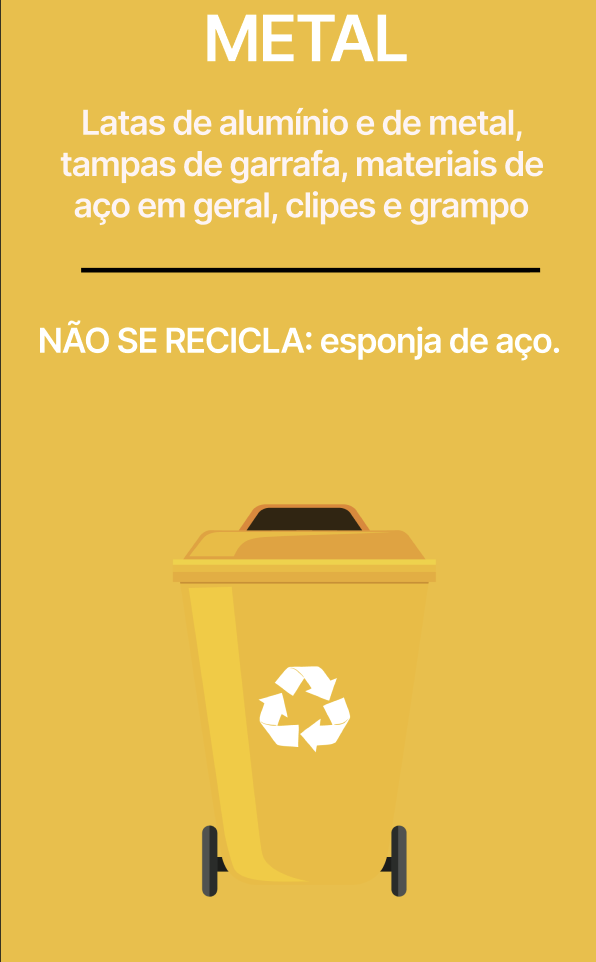 METAL
Latas de alumínio e de metal,
tampas de garrafa, materiais de
aço em geral, clipes e grampo
NÃO SE RECICLA: esponja de aço.